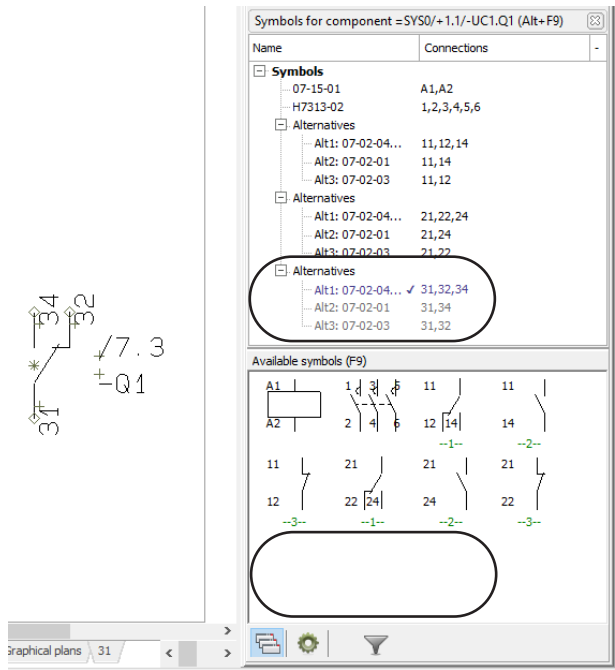 Symbols for component =SYS0/+1.1/-UC1.Q1 (Alt+F9)
Name Connections -
Symbols
07-15-01 A1,A2
H7313-02 1,2,3,4,5,6
Alternatives
Alt1: 07-02-04... 11,12,14
Alt2: 07-02-01 11,14
Alt3: 07-02-03 11,12
Alternatives
Alt1: 07-02-04... 21,22,24
Alt2: 07-02-01 21,24
Alt3: 07-02-03 21,22
Alternatives
Alt1: 07-02-04... ✓ 31,32,34
Alt2: 07-02-01 31,34
Alt3: 07-02-03 31,32
34 32
/7.3
-Q1
31
Available symbols (F9)
A1 1 3 5 11 11
A2 2 4 6 12 14 14
--1-- --2--
11 21 21 21
12 22 24 24 22
--3-- --1-- --2-- --3--
Graphical plans 31